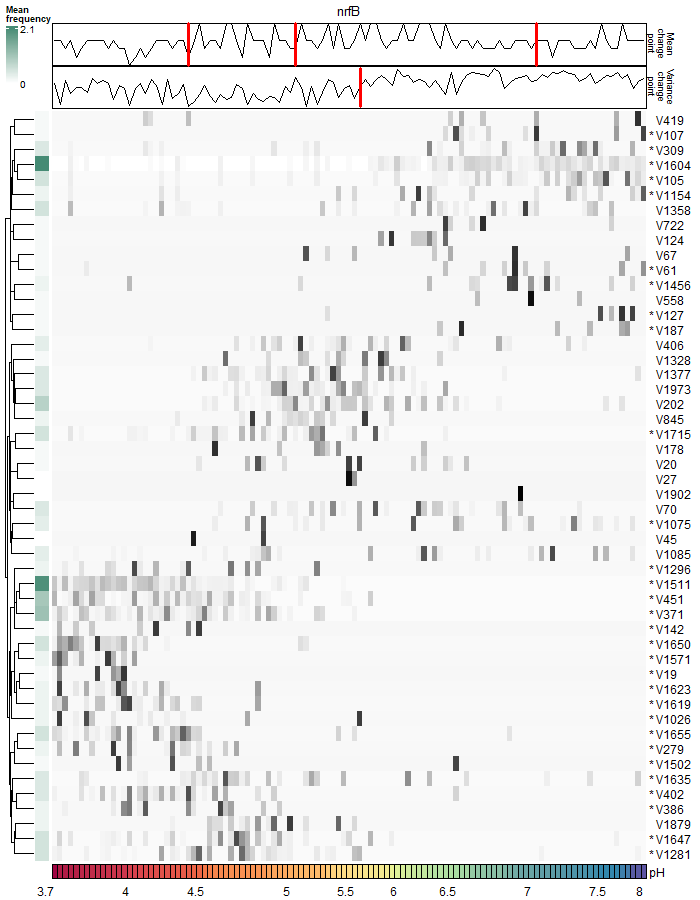 nrfB
Mean
frequency
2.1
0
Mean
change
point
Variance
change
point
V419
* V107
V309
* V1604
* V105
* V1154
V1358
V722
V124
V67
* V61
* V1456
V558
* V127
* V187
V406
V1328
V1377
V1973
V202
V845
* V1715
V178
V20
V27
V1902
V70
* V1075
V45
V1085
* V1296
* V1511
* V451
* V371
* V142
* V1650
* V1571
* V19
* V1623
* V1619
* V1026
* V1655
* V279
* V1502
* V1635
* V402
* V386
V1879
* V1647
* V1281
pH
3.7 4 4.5 5 5.5 6 6.5 7 7.5 8